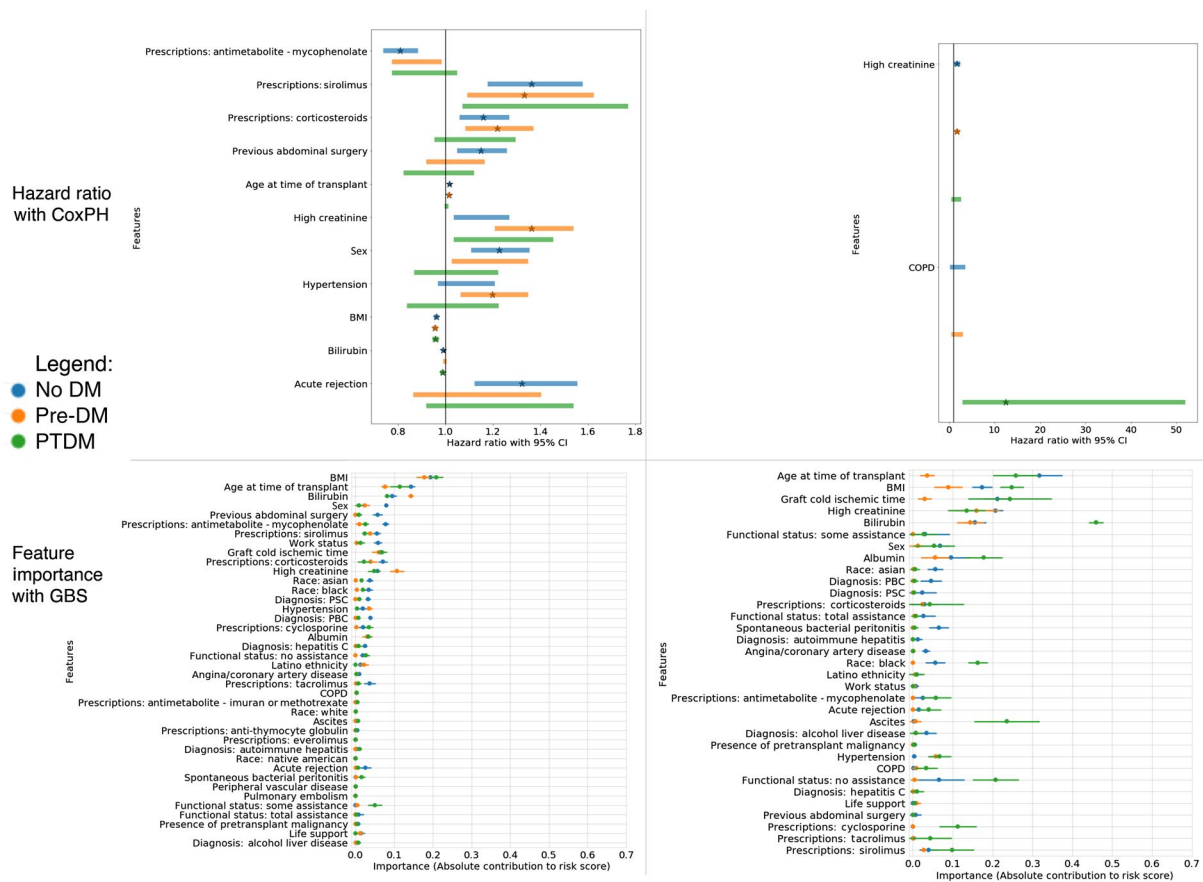 Hazard ratio
with CoxPH
Features
Prescriptions: antimetabolite - mycophenolate
Prescriptions: sirolimus
Prescriptions: corticosteroids
Previous abdominal surgery
Age at time of transplant
High creatinine
Sex
Hypertension
BMI
Bilirubin
Acute rejection
0.8 1.0 1.2 1.4 1.6 1.8
Hazard ratio with 95% CI
Features
High creatinine
COPD
0 10 20 30 40 50
Hazard ratio with 95% CI
Legend:
No DM
Pre-DM
PTDM
Feature
importance
with GBS
Features
BMI
Age at time of transplant
Bilirubin
Sex
Previous abdominal surgery
Prescriptions: antimetabolite - mycophenolate
Prescriptions: sirolimus
Work status
Graft cold ischemic time
Prescriptions: corticosteroids
High creatinine
Race: asian
Race: black
Diagnosis: PSC
Hypertension
Diagnosis: PBC
Prescriptions: cyclosporine
Albumin
Diagnosis: hepatitis C
Functional status: no assistance
Latino ethnicity
Angina/coronary artery disease
Prescriptions: tacrolimus
COPD
Prescriptions: antimetabolite - imuran or methotrexate
Race: white
Ascites
Prescriptions: anti-thymocyte globulin
Prescriptions: everolimus
Diagnosis: autoimmune hepatitis
Race: native american
Acute rejection
Spontaneous bacterial peritonitis
Peripheral vascular disease
Pulmonary embolism
Functional status: some assistance
Functional status: total assistance
Presence of pretransplant malignancy
Life support
Diagnosis: alcohol liver disease
0.0 0.1 0.2 0.3 0.4 0.5 0.6 0.7
Importance (Absolute contribution to risk score)
Features
Age at time of transplant
BMI
Graft cold ischemic time
High creatinine
Bilirubin
Functional status: some assistance
Sex
Albumin
Race: asian
Diagnosis: PBC
Diagnosis: PSC
Prescriptions: corticosteroids
Functional status: total assistance
Spontaneous bacterial peritonitis
Diagnosis: autoimmune hepatitis
Angina/coronary artery disease
Race: black
Latino ethnicity
Work status
Prescriptions: antimetabolite - mycophenolate
Acute rejection
Ascites
Diagnosis: alcohol liver disease
Presence of pretransplant malignancy
Hypertension
COPD
Functional status: no assistance
Diagnosis: hepatitis C
Life support
Previous abdominal surgery
Prescriptions: cyclosporine
Prescriptions: tacrolimus
Prescriptions: sirolimus
0.0 0.1 0.2 0.3 0.4 0.5 0.6 0.7
Importance (Absolute contribution to risk score)